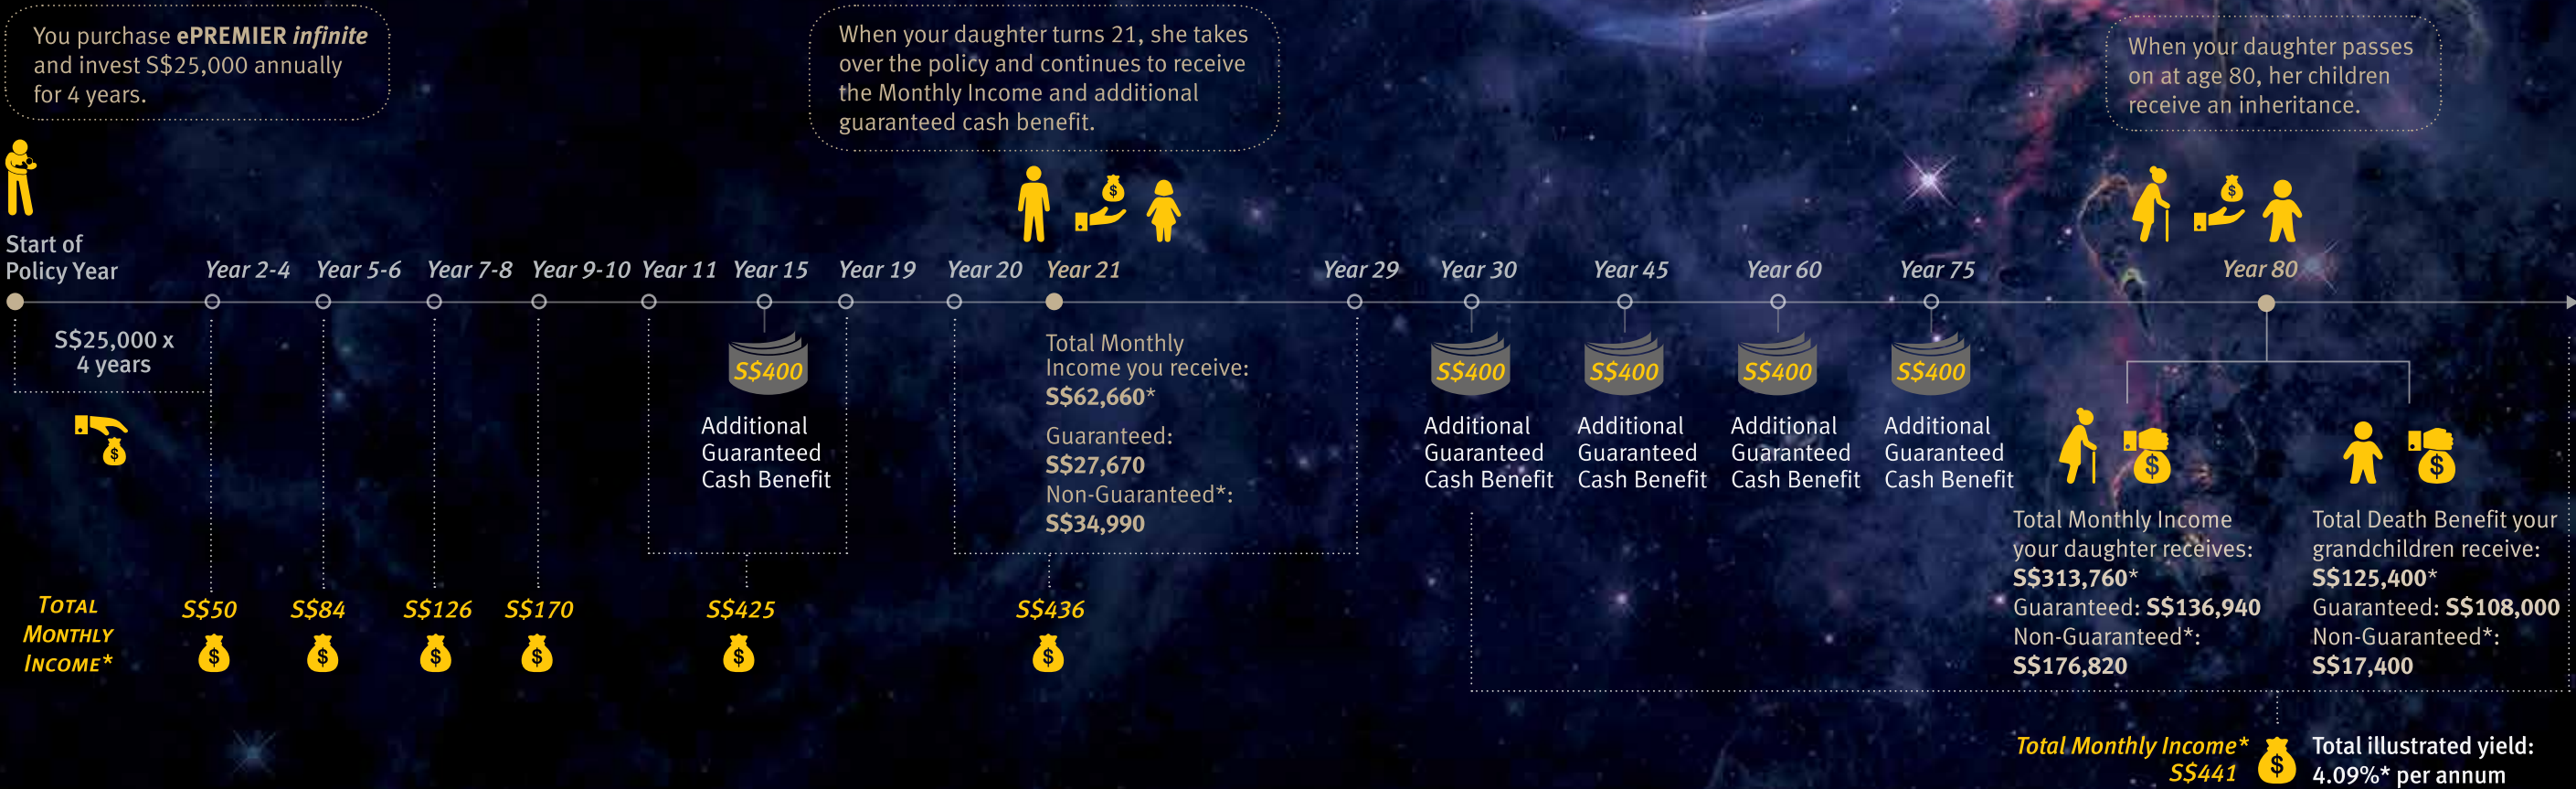 You purchase ePREMIER infinite
and invest S$25,000 annually
for 4 years.
When your daughter turns 21, she takes
over the policy and continues to receive
the Monthly Income and additional
guaranteed cash benefit.
When your daughter passes
on at age 80, her children
receive an inheritance.
Start of
Policy Year
Year 2-4
Year 5-6
Year 7-8
Year 9-10
Year 11
Year 15
Year 19
Year 20
Year 21
Year 29
Year 30
Year 45
Year 60
Year 75
Year 80
S$25,000 x
4 years
S$400
Additional
Guaranteed
Cash Benefit
Total Monthly
Income you receive:
S$62,660*
Guaranteed:
S$27,670
Non-Guaranteed*:
S$34,990
S$400
Additional
Guaranteed
Cash Benefit
S$400
Additional
Guaranteed
Cash Benefit
S$400
Additional
Guaranteed
Cash Benefit
S$400
Additional
Guaranteed
Cash Benefit
Total Monthly Income
your daughter receives:
S$313,760*
Guaranteed: S$136,940
Non-Guaranteed*:
S$176,820
Total Death Benefit your
grandchildren receive:
S$125,400*
Guaranteed: S$108,000
Non-Guaranteed*:
S$17,400
TOTAL
MONTHLY
INCOME*
S$50
S$84
S$126
S$170
S$425
S$436
$
$
$
$
$
$
$
$
$
$
$
$
Total Monthly Income*
S$441
Total illustrated yield:
4.09%* per annum